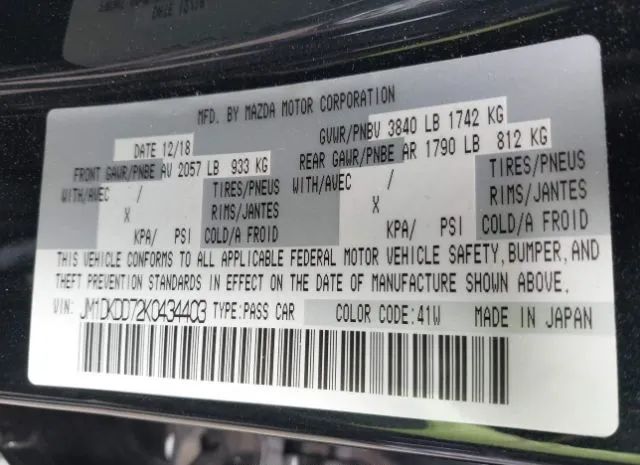 MFD. BY MAZDA MOTOR CORPORATION
DATE 12/18 GVWR/PNBV 3840 LB 1742 KG
FRONT GAWR/PNBE AV 2057 LB 933 KG REAR GAWR/PNBE AR 1790 LB 812 KG
WITH/AVEC / TIRES/PNEUS WITH/AVEC / TIRES/PNEUS
X RIMS/JANTES X RIMS/JANTES
KPA/ PSI COLD/A FROID KPA/ PSI COLD/A FROID
THIS VEHICLE CONFORMS TO ALL APPLICABLE FEDERAL MOTOR VEHICLE SAFETY, BUMPER, AND
THEFT PREVENTION STANDARDS IN EFFECT ON THE DATE OF MANUFACTURE SHOWN ABOVE.
VIN: JM1DKDD72K0434403 TYPE:PASS CAR COLOR CODE:41W MADE IN JAPAN